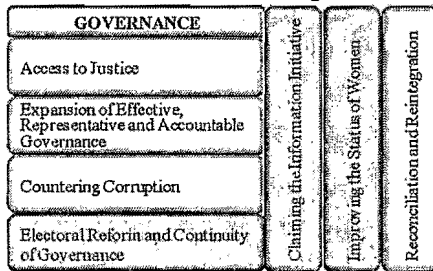 GOVERNANCE
Access to Justice
Expansion of Effective,
Representative and Accountable
Governance
Countering Corruption
Electoral Reform and Continuity
of Governance
Claiming the Information Initiative
Improving the Status of Women
Reconciliation and Reintegration